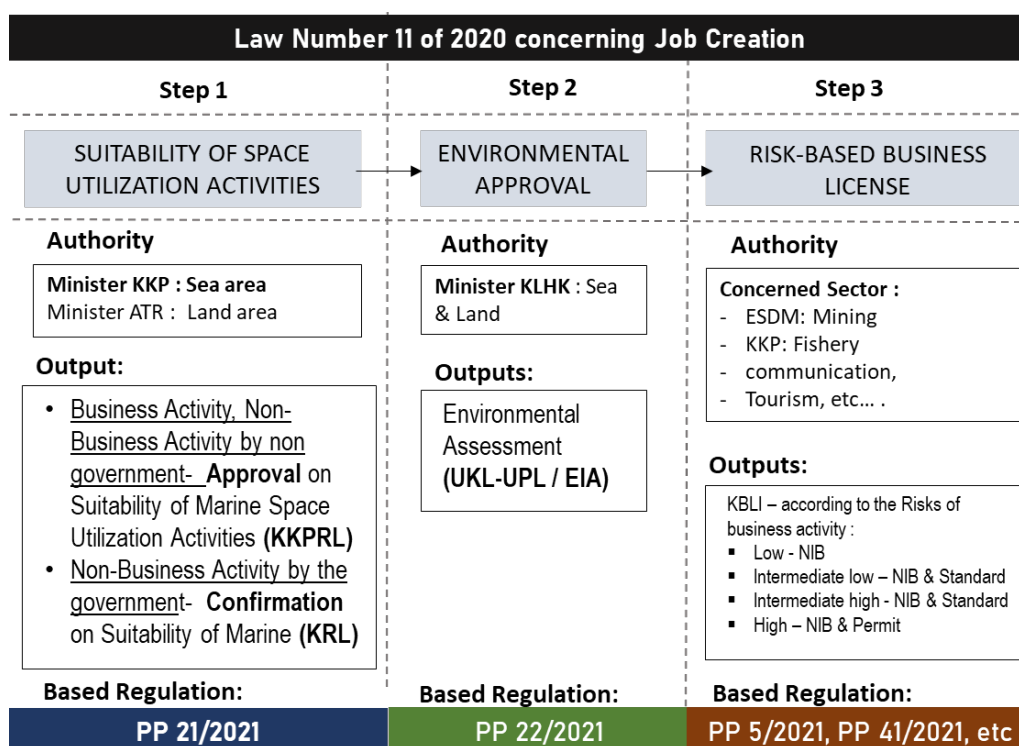 Law Number 11 of 2020 concerning Job Creation
Step 1
Step 2
Step 3
SUITABILITY OF SPACE
UTILIZATION ACTIVITIES
ENVIRONMENTAL
APPROVAL
RISK-BASED BUSINESS
LICENSE
Authority
Minister KKP : Sea area
Minister ATR : Land area
Output:
• Business Activity, Non-
Business Activity by non
government- Approval on
Suitability of Marine Space
Utilization Activities (KKPRL)
• Non-Business Activity by the
government- Confirmation
on Suitability of Marine (KRL)
Based Regulation:
PP 21/2021
Authority
Minister KLHK : Sea
& Land
Outputs:
Environmental
Assessment
(UKL-UPL / EIA)
Based Regulation:
PP 22/2021
Authority
Concerned Sector :
- ESDM: Mining
- KKP: Fishery
- communication,
- Tourism, etc... .
Outputs:
KBLI – according to the Risks of
business activity :
▪ Low - NIB
▪ Intermediate low – NIB & Standard
▪ Intermediate high - NIB & Standard
▪ High – NIB & Permit
Based Regulation:
PP 5/2021, PP 41/2021, etc